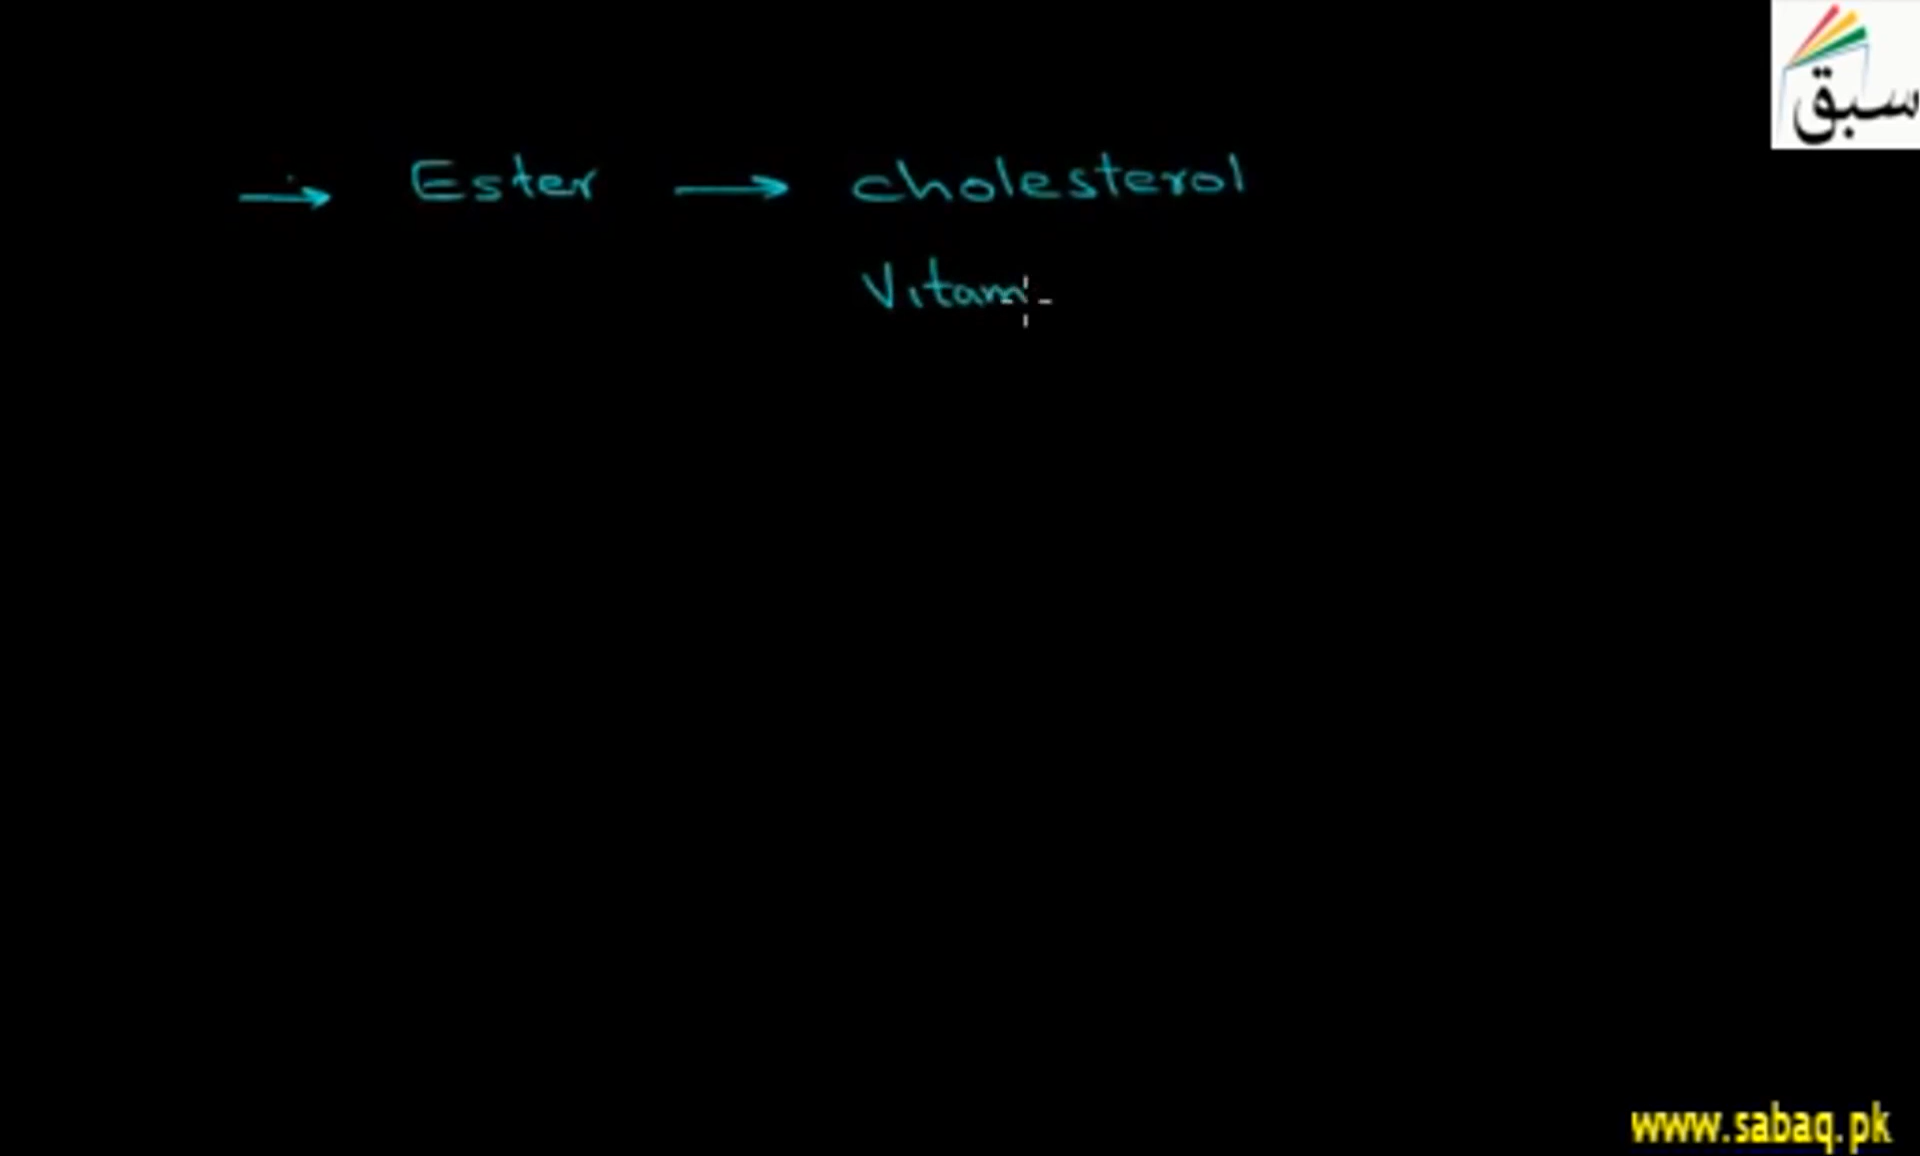 سبق
→ Ester → cholesterol
Vitam
www.sabaq.pk